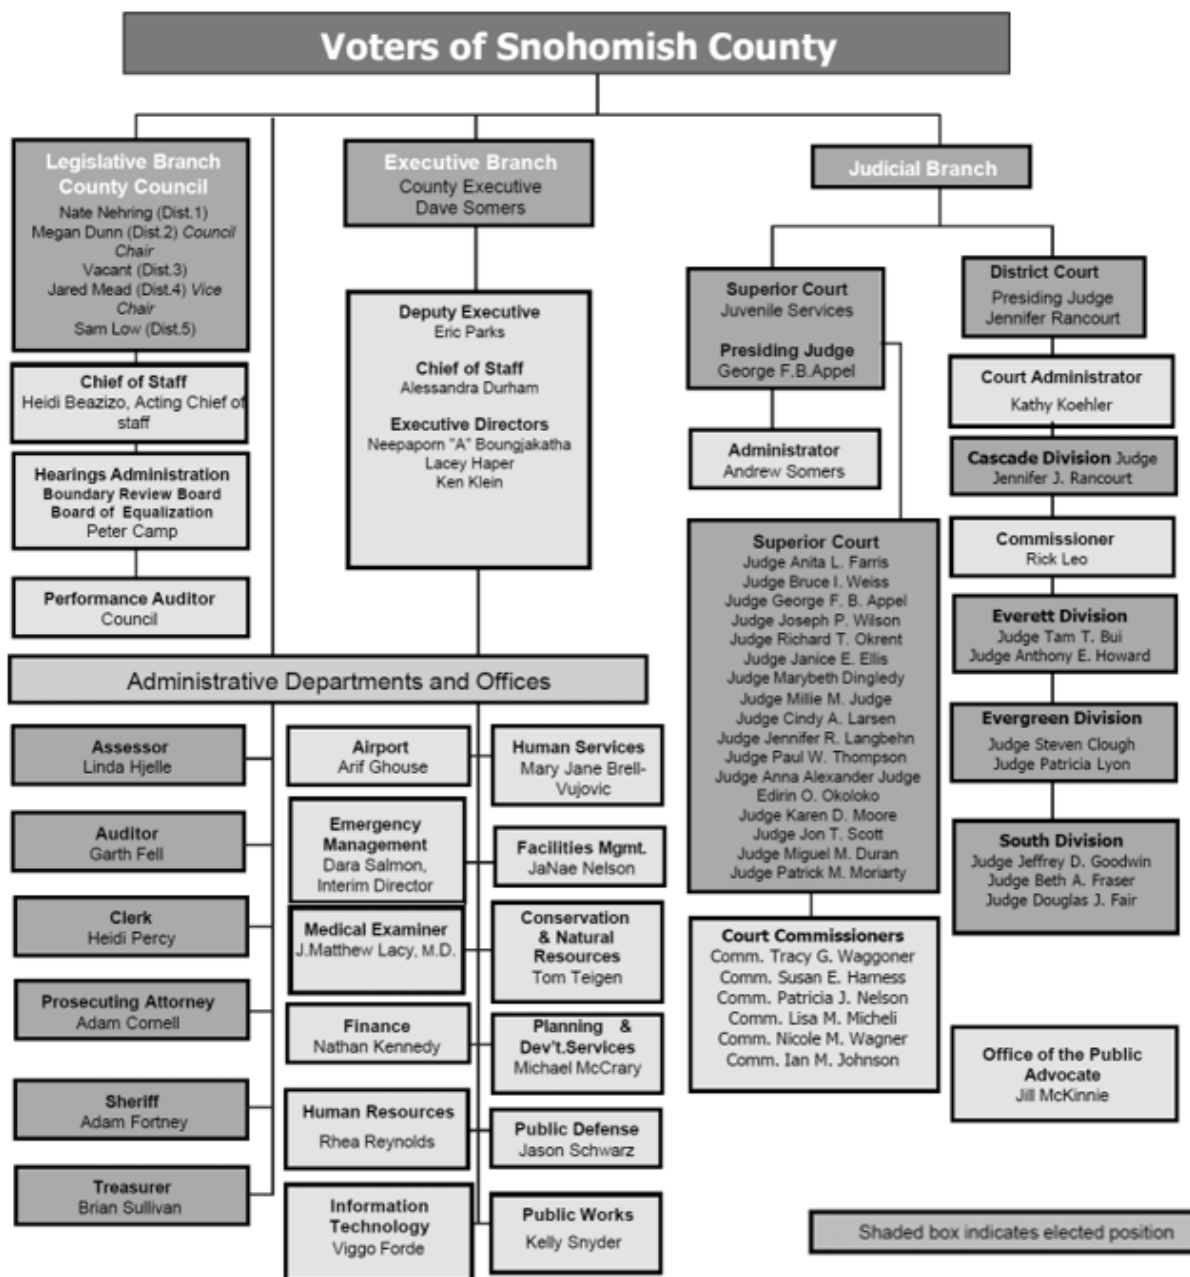 Voters of Snohomish County
Legislative Branch
County Council
Nate Nehring (Dist.1)
Megan Dunn (Dist.2) Council
Chair
Vacant (Dist.3)
Jared Mead (Dist.4) Vice
Chair
Sam Low (Dist.5)
Chief of Staff
Heidi Beazizo, Acting Chief of
staff
Hearings Administration
Boundary Review Board
Board of Equalization
Peter Camp
Performance Auditor
Council
Executive Branch
County Executive
Dave Somers
Deputy Executive
Eric Parks
Chief of Staff
Alessandra Durham
Executive Directors
Neepaporn "A" Boungjakatha
Lacey Haper
Ken Klein
Judicial Branch
Superior Court
Juvenile Services
Presiding Judge
George F.B.Appel
Administrator
Andrew Somers
Superior Court
Judge Anita L. Farris
Judge Bruce I. Weiss
Judge George F. B. Appel
Judge Joseph P. Wilson
Judge Richard T. Okrent
Judge Janice E. Ellis
Judge Marybeth Dingledy
Judge Millie M. Judge
Judge Cindy A. Larsen
Judge Jennifer R. Langbehn
Judge Paul W. Thompson
Judge Anna Alexander Judge
Edirin O. Okoloko
Judge Karen D. Moore
Judge Jon T. Scott
Judge Miguel M. Duran
Judge Patrick M. Moriarty
Court Commissioners
Comm. Tracy G. Waggoner
Comm. Susan E. Harness
Comm. Patricia J. Nelson
Comm. Lisa M. Micheli
Comm. Nicole M. Wagner
Comm. Ian M. Johnson
District Court
Presiding Judge
Jennifer Rancourt
Court Administrator
Kathy Koehler
Cascade Division Judge
Jennifer J. Rancourt
Commissioner
Rick Leo
Everett Division
Judge Tam T. Bui
Judge Anthony E. Howard
Evergreen Division
Judge Steven Clough
Judge Patricia Lyon
South Division
Judge Jeffrey D. Goodwin
Judge Beth A. Fraser
Judge Douglas J. Fair
Office of the Public
Advocate
Jill McKinnie
Administrative Departments and Offices
Assessor
Linda Hjelle
Auditor
Garth Fell
Clerk
Heidi Percy
Prosecuting Attorney
Adam Cornell
Sheriff
Adam Fortney
Treasurer
Brian Sullivan
Airport
Arif Ghouse
Emergency
Management
Dara Salmon,
Interim Director
Medical Examiner
J.Matthew Lacy, M.D.
Finance
Nathan Kennedy
Human Resources
Rhea Reynolds
Information
Technology
Viggo Forde
Human Services
Mary Jane Brell-
Vujovic
Facilities Mgmt.
JaNae Nelson
Conservation
& Natural
Resources
Tom Teigen
Planning & 
Dev't.Services
Michael McCrary
Public Defense
Jason Schwarz
Public Works
Kelly Snyder
Shaded box indicates elected position